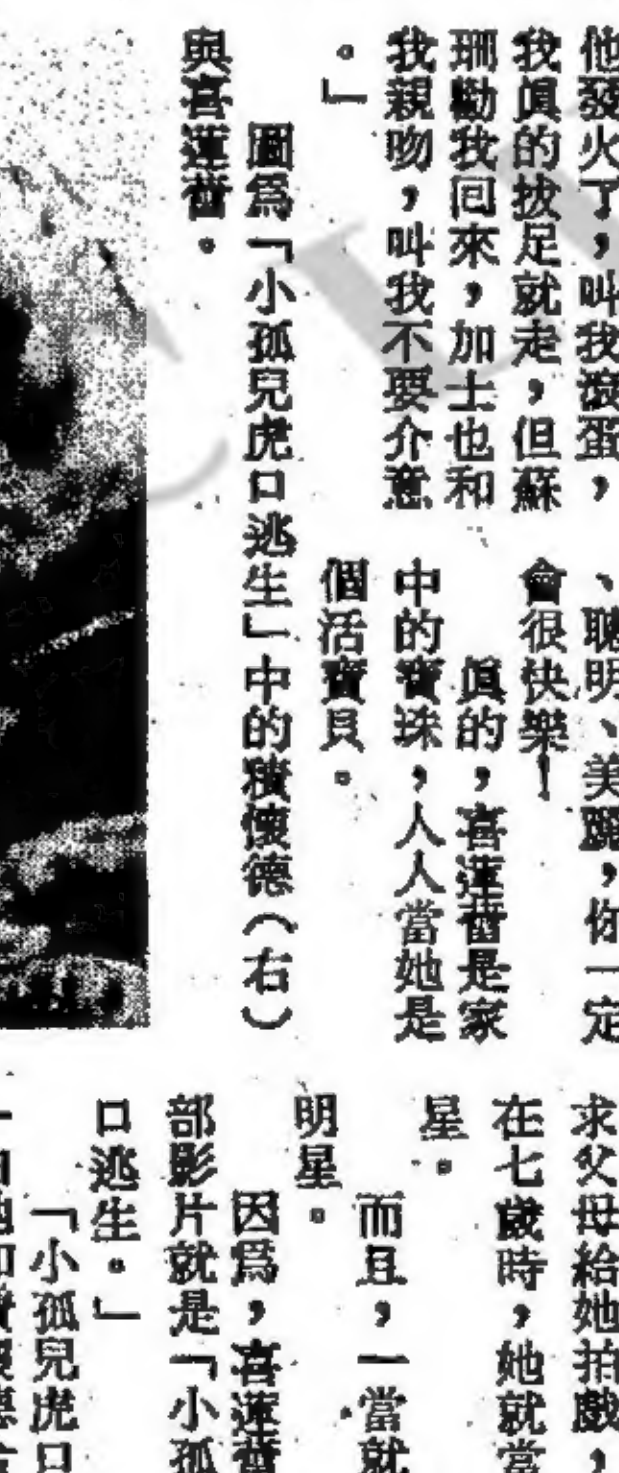 他發火了，叫我滾蛋，
我眞的拔足就走，但蘇
珊勸我回來，加士也和
我親吻，叫我不要介意
。」
圖爲「小孤兒虎口逃生」中的積懷德（右）
與喜蓮薔。
、聰明、美麗，你一定
會很快樂！
眞的，喜蓮薔是家
中的寶珠，人人當她是
個活寶貝。
求父母給她拍戲，
在七歲時，她就當
星。
而且，一當就
明星。
因爲，喜蓮薔
部影片就是「小孤
口逃生。」
「小孤兒虎口